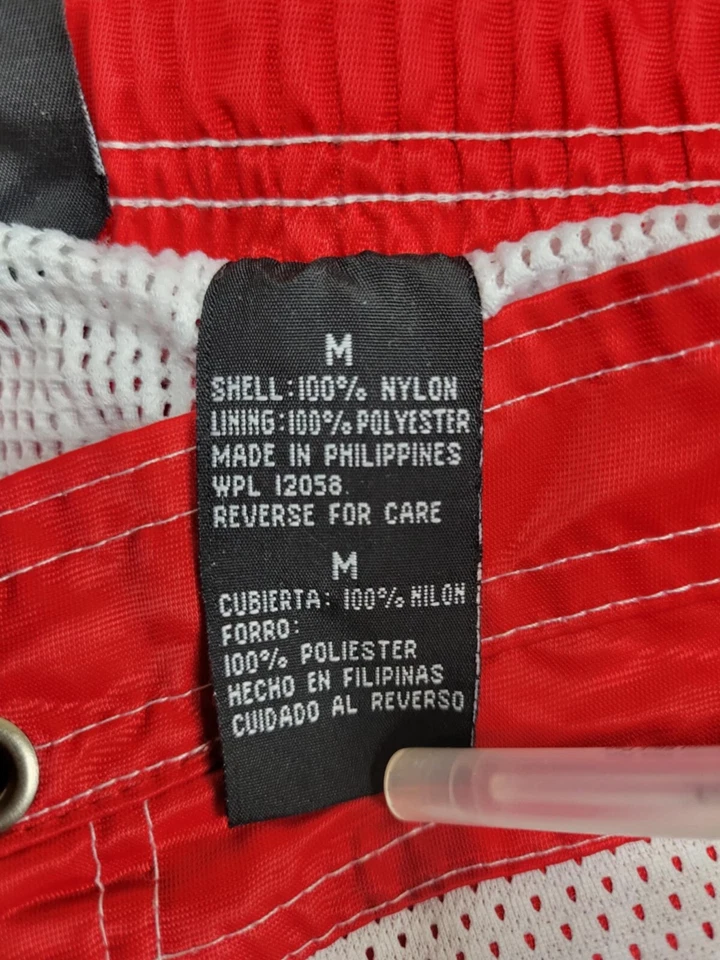 M
SHELL:100% NYLON
LINING:100% POLYESTER
MADE IN PHILIPPINES
WPL 12058.
REVERSE FOR CARE
M
CUBIERTA: 100% NILON
FORRO:
100% POLIESTER
HECHO EN FILIPINAS
CUIDADO AL REVERSO